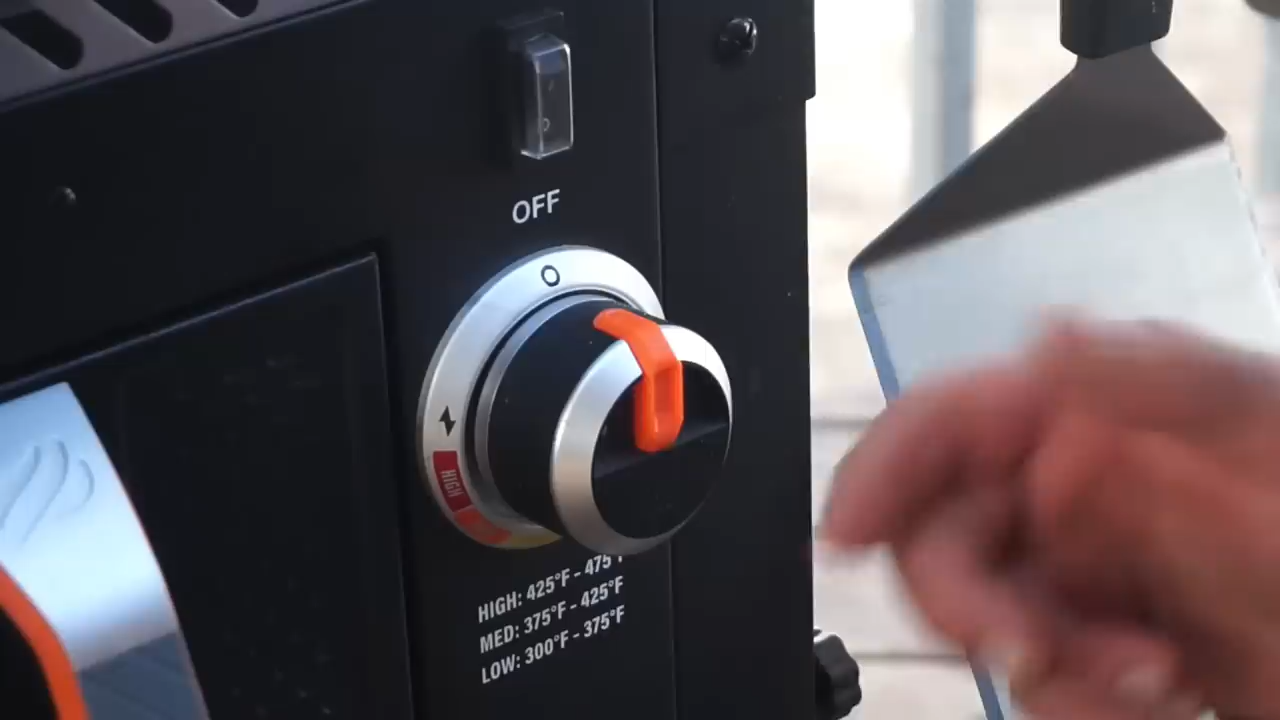 OFF
HIGH
HIGH: 425°F - 475°F
MED: 375°F - 425°F
LOW: 300°F - 375°F